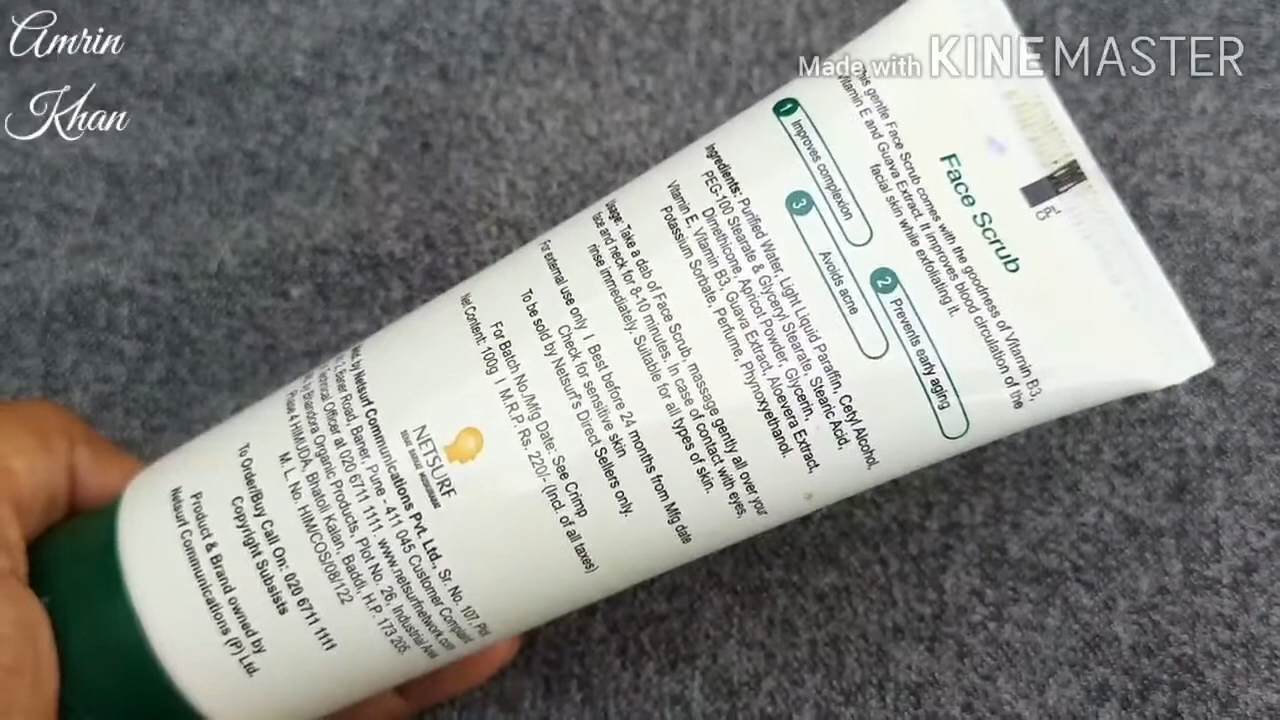 Amrin
Khan
Made with KINEMASTER
Face Scrub
This gentle Face Scrub comes with the goodness of Vitamin B3,
Vitamin E and Guava Extract. It improves blood circulation of the
facial skin while exfoliating it.
1 Improves complexion
2 Prevents early aging
3 Avoids acne
Ingredients: Purified Water, Light Liquid Paraffin, Cetyl Alcohol,
PEG-100 Stearate & Glyceryl Stearate, Stearic Acid,
Dimethicone, Apricot Powder, Glycerin,
Vitamin E, Vitamin B3, Guava Extract, Aloevera Extract,
Potassium Sorbate, Perfume, Phynoxyethanol.
Usage: Take a dab of Face Scrub, massage gently all over your
face and neck for 8-10 minutes. In case of contact with eyes,
rinse immediately. Suitable for all types of skin.
For external use only | Best before 24 months from Mfg date
Check for sensitive skin
To be sold by Netsurf's Direct Sellers only.
For Batch No./Mfg. Date: See Crimp
Net Content: 100g | M.R.P. Rs. 220/- (Incl. of all taxes)
NETSURF
by Netsurf Communications Pvt. Ltd., Sr. No. 107, Plot
Baner Road, Baner, Pune - 411 045 Customer Complaint
Officer at 020 6711 1111, www.netsurfnetwork.com
Organic Products, Plot No. 26, Industrial Area
Phase 4 HIMUDA, Bhatoli Kalan, Baddi, H.P. 173 205.
M. L. No. HIM/COS/08/122
To Order/Buy Call On: 020 6711 1111
Copyright Subsists
Product & Brand owned by
Netsurf Communications (P) Ltd.